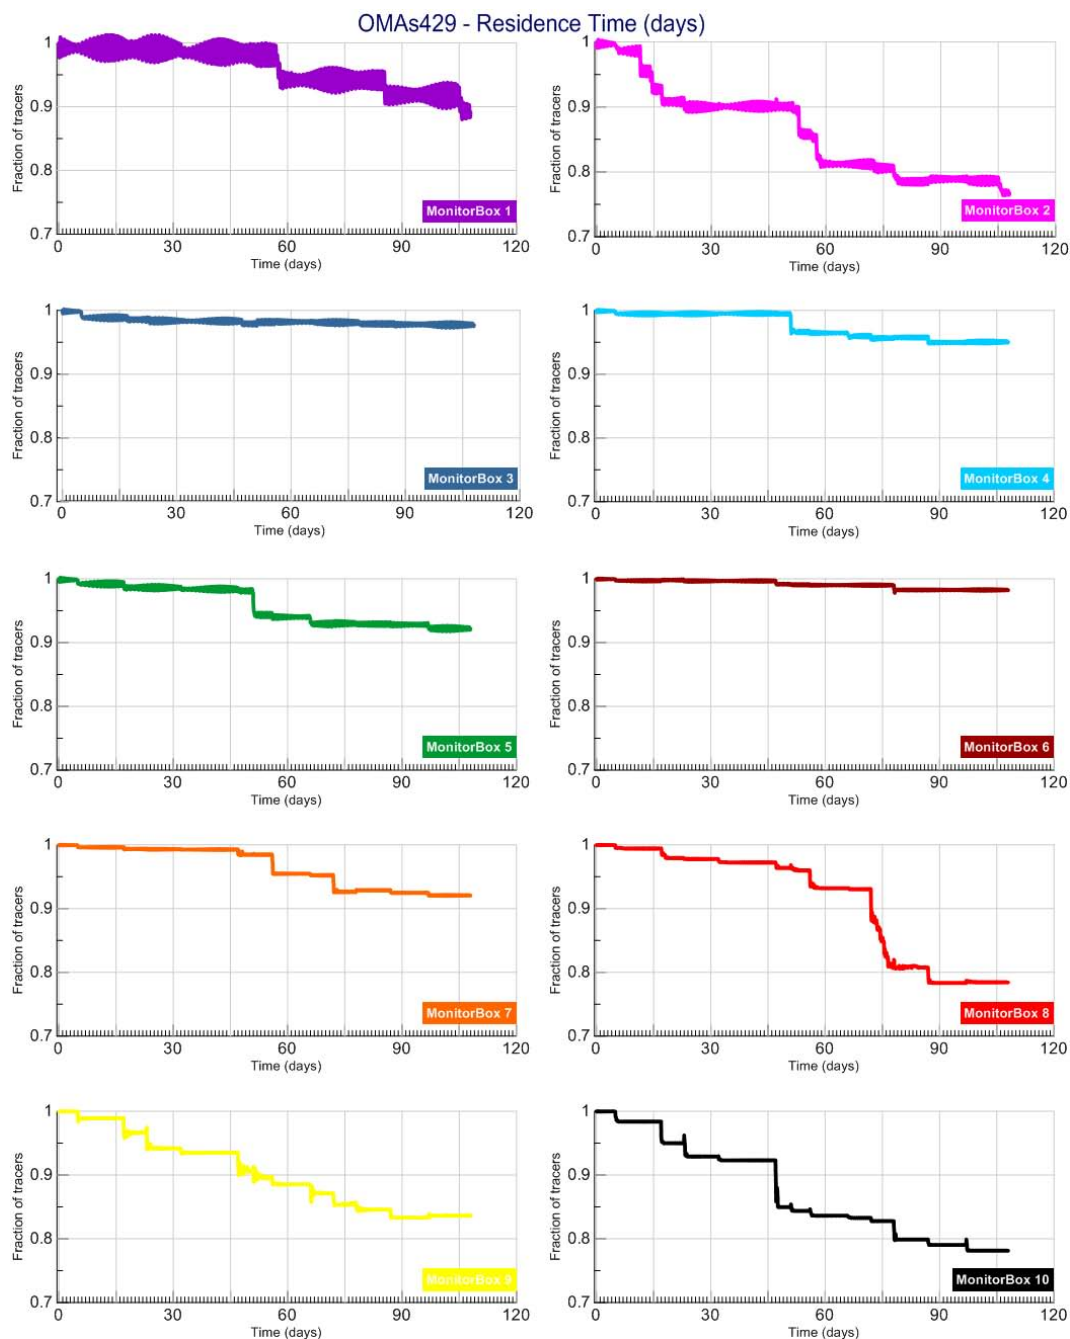 OMAs429 - Residence Time (days)
1
0.9
0.8
0.7
Fraction of tracers
MonitorBox 1
0 30 60 90 120
Time (days)
1
0.9
0.8
0.7
Fraction of tracers
MonitorBox 2
0 30 60 90 120
Time (days)
1
0.9
0.8
0.7
Fraction of tracers
MonitorBox 3
0 30 60 90 120
Time (days)
1
0.9
0.8
0.7
Fraction of tracers
MonitorBox 4
0 30 60 90 120
Time (days)
1
0.9
0.8
0.7
Fraction of tracers
MonitorBox 5
0 30 60 90 120
Time (days)
1
0.9
0.8
0.7
Fraction of tracers
MonitorBox 6
0 30 60 90 120
Time (days)
1
0.9
0.8
0.7
Fraction of tracers
MonitorBox 7
0 30 60 90 120
Time (days)
1
0.9
0.8
0.7
Fraction of tracers
MonitorBox 8
0 30 60 90 120
Time (days)
1
0.9
0.8
0.7
Fraction of tracers
MonitorBox 9
0 30 60 90 120
Time (days)
1
0.9
0.8
0.7
Fraction of tracers
MonitorBox 10
0 30 60 90 120
Time (days)